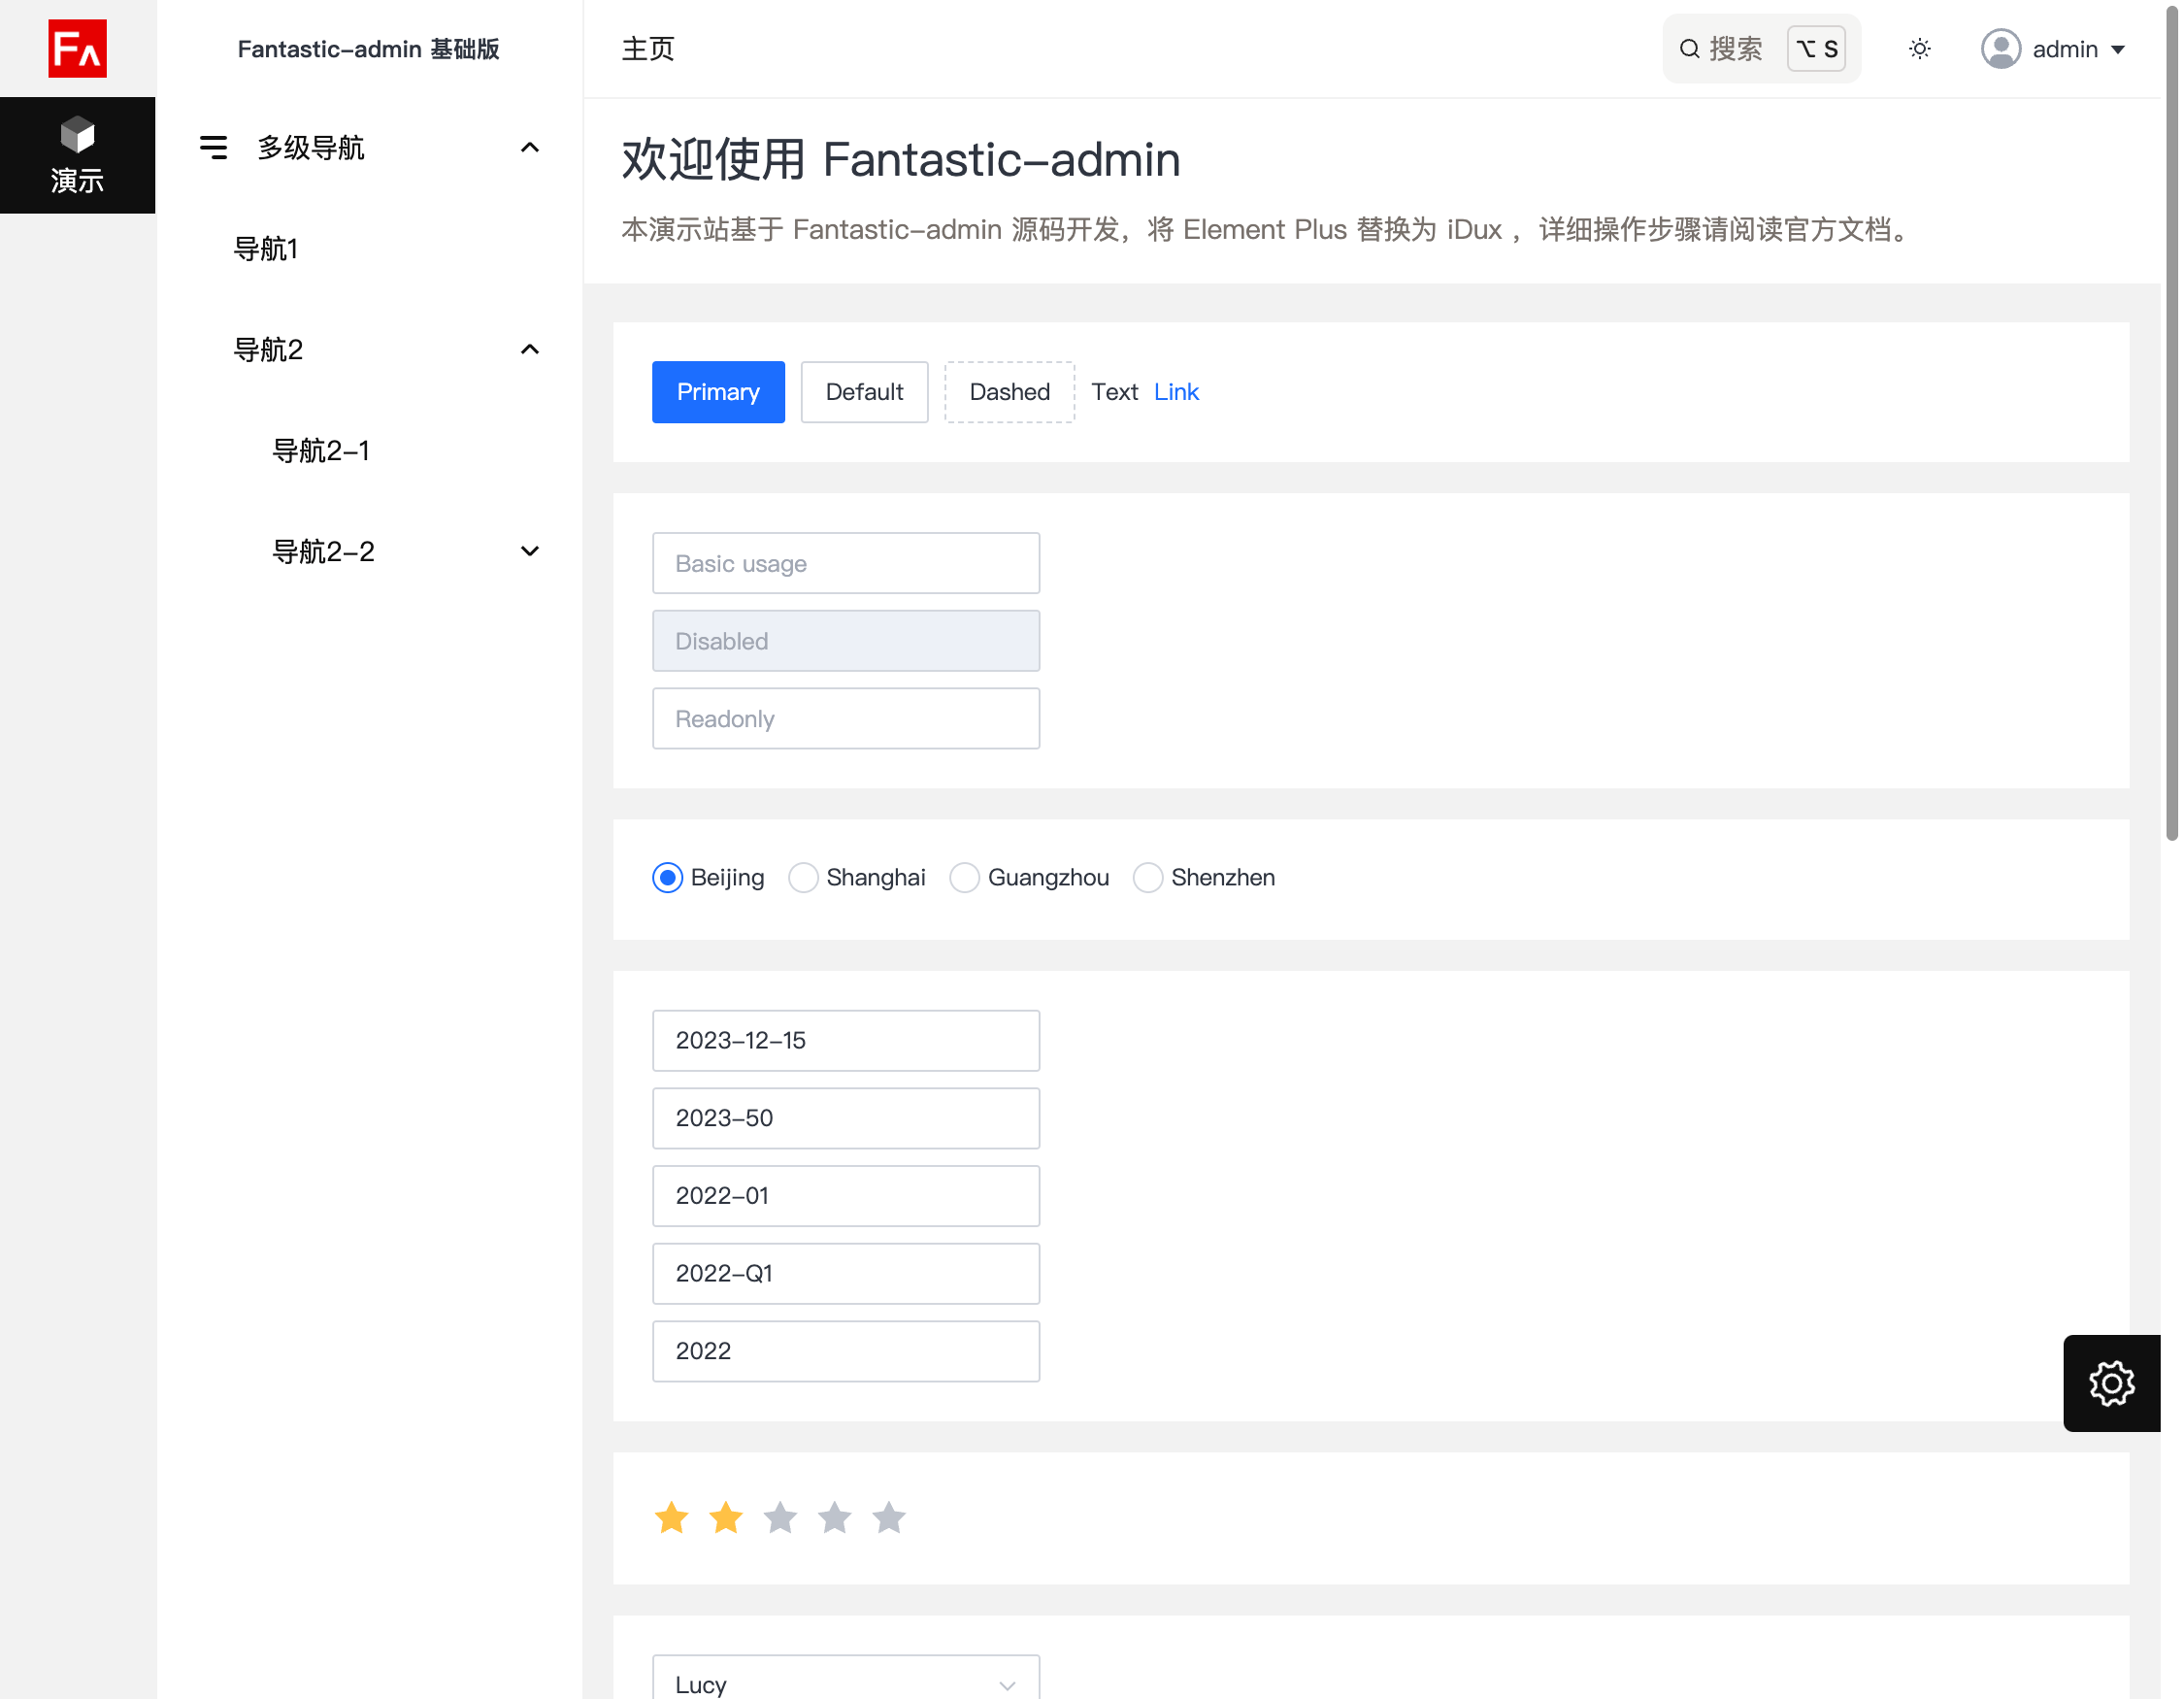 FA
演示
Fantastic-admin 基础版
多级导航
导航1
导航2
导航2-1
导航2-2
主页
搜索 ⌥ S
admin
欢迎使用 Fantastic-admin
本演示站基于 Fantastic-admin 源码开发，将 Element Plus 替换为 iDux ，详细操作步骤请阅读官方文档。
Primary Default Dashed Text Link
Basic usage
Disabled
Readonly
Beijing Shanghai Guangzhou Shenzhen
2023-12-15
2023-50
2022-01
2022-Q1
2022
Lucy